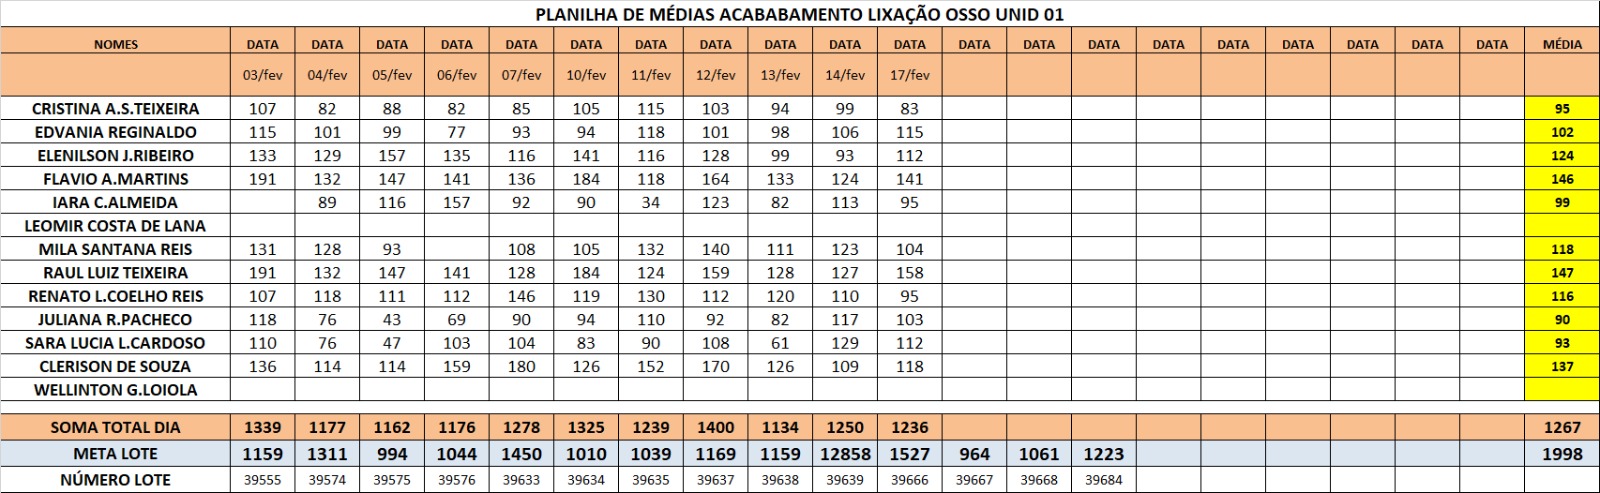 PLANILHA DE MÉDIAS ACABABAMENTO LIXAÇÃO OSSO UNID 01
NOMES DATA DATA DATA DATA DATA DATA DATA DATA DATA DATA DATA DATA DATA DATA DATA DATA DATA DATA DATA DATA MÉDIA
03/fev 04/fev 05/fev 06/fev 07/fev 10/fev 11/fev 12/fev 13/fev 14/fev 17/fev
CRISTINA A.S.TEIXEIRA 107 82 88 82 85 105 115 103 94 99 83 95
EDVANIA REGINALDO 115 101 99 77 93 94 118 101 98 106 115 102
ELENILSON J.RIBEIRO 133 129 157 135 116 141 116 128 99 93 112 124
FLAVIO A.MARTINS 191 132 147 141 136 184 118 164 133 124 141 146
IARA C.ALMEIDA 89 116 157 92 90 34 123 82 113 95 99
LEOMIR COSTA DE LANA
MILA SANTANA REIS 131 128 93 108 105 132 140 111 123 104 118
RAUL LUIZ TEIXEIRA 191 132 147 141 128 184 124 159 128 127 158 147
RENATO L.COELHO REIS 107 118 111 112 146 119 130 112 120 110 95 116
JULIANA R.PACHECO 118 76 43 69 90 94 110 92 82 117 103 90
SARA LUCIA L.CARDOSO 110 76 47 103 104 83 90 108 61 129 112 93
CLERISON DE SOUZA 136 114 114 159 180 126 152 170 126 109 118 137
WELLINTON G.LOIOLA
SOMA TOTAL DIA 1339 1177 1162 1176 1278 1325 1239 1400 1134 1250 1236 1267
META LOTE 1159 1311 994 1044 1450 1010 1039 1169 1159 12858 1527 964 1061 1223 1998
NÚMERO LOTE 39555 39574 39575 39576 39633 39634 39635 39637 39638 39639 39666 39667 39668 39684